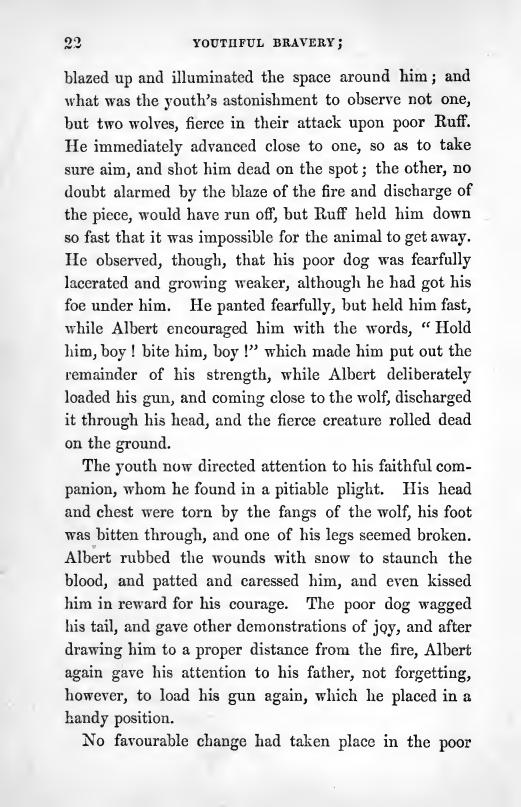 22 YOUTHFUL BRAVERY;
blazed up and illuminated the space around him; and
what was the youth's astonishment to observe not one,
but two wolves, fierce in their attack upon poor Ruff.
He immediately advanced close to one, so as to take
sure aim, and shot him dead on the spot; the other, no
doubt alarmed by the blaze of the fire and discharge of
the piece, would have run off, but Ruff held him down
so fast that it was impossible for the animal to get away.
He observed, though, that his poor dog was fearfully
lacerated and growing weaker, although he had got his
foe under him. He panted fearfully, but held him fast,
while Albert encouraged him with the words, “Hold
him, boy! bite him, boy!” which made him put out the
remainder of his strength, while Albert deliberately
loaded his gun, and coming close to the wolf, discharged
it through his head, and the fierce creature rolled dead
on the ground.
The youth now directed attention to his faithful com-
panion, whom he found in a pitiable plight. His head
and chest were torn by the fangs of the wolf, his foot
was bitten through, and one of his legs seemed broken.
Albert rubbed the wounds with snow to staunch the
blood, and patted and caressed him, and even kissed
him in reward for his courage. The poor dog wagged
his tail, and gave other demonstrations of joy, and after
drawing him to a proper distance from the fire, Albert
again gave his attention to his father, not forgetting,
however, to load his gun again, which he placed in a
handy position.
No favourable change had taken place in the poor